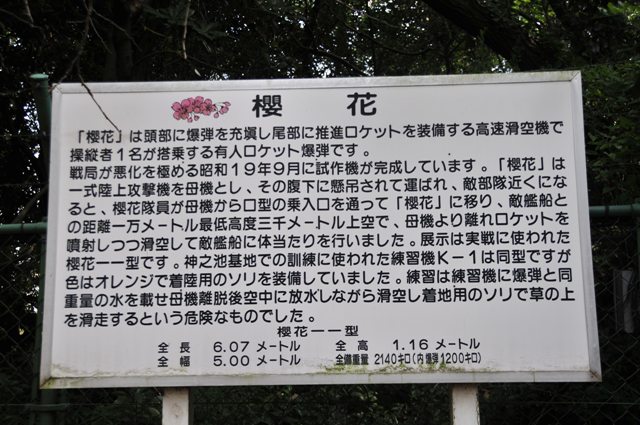 櫻花
「櫻花」は頭部に爆弾を充塡し尾部に推進ロケットを装備する高速滑空機で
操縦者1名が搭乗する有人ロケット爆弾です。
戦局が悪化を極める昭和19年9月に試作機が完成しています。「櫻花」は
一式陸上攻撃機を母機とし、その腹下に懸吊されて運ばれ、敵部隊近くにな
ると、櫻花隊員が母機から口型の乗入口を通って「櫻花」に移り、敵艦船と
の距離一万メートル最低高度三千メートル上空で、母機より離れロケットを
噴射しつつ滑空して敵艦船に体当たりを行いました。展示は実戦に使われた
櫻花一一型です。神之池基地での訓練に使われた練習機K－1は同型ですが
色はオレンジで着陸用のソリを装備していました。練習は練習機に爆弾と同
重量の水を載せ母機離脱後空中に放水しながら滑空し着地用のソリで草の上
を滑走するという危険なものでした。
櫻花一一型
全長 6.07メートル 全高 1.16メートル
全幅 5.00メートル 全備重量 2140キロ(内爆弾1200キロ)